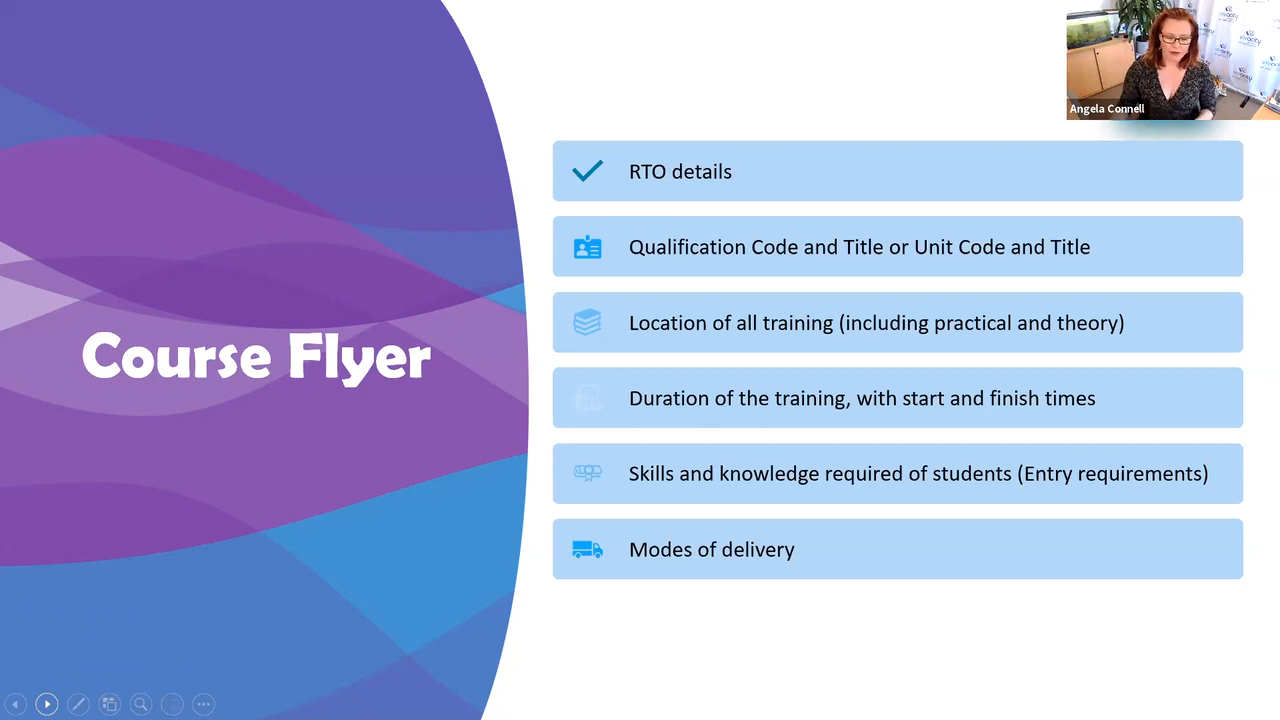 Angela Connell
vivacity
RTO details
Qualification Code and Title or Unit Code and Title
Location of all training (including practical and theory)
Course Flyer
Duration of the training, with start and finish times
Skills and knowledge required of students (Entry requirements)
Modes of delivery